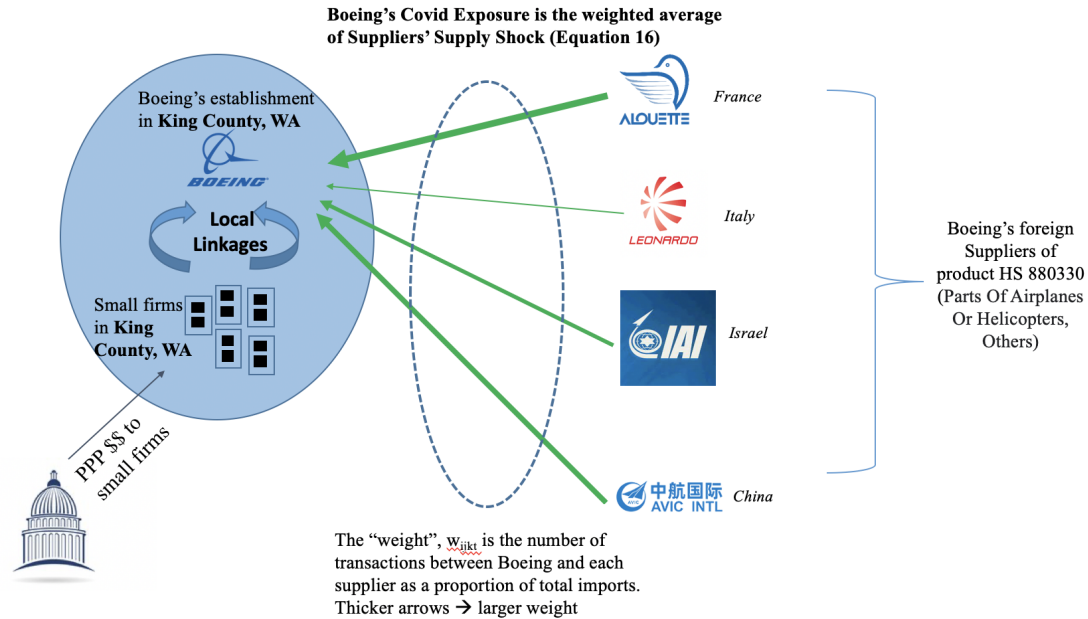 Boeing's Covid Exposure is the weighted average
of Suppliers' Supply Shock (Equation 16)
Boeing's establishment
in King County, WA
BOEING
Local
Linkages
Small firms
in King
County, WA
PPP $$ to
small firms
ALOUETTE
France
LEONARDO
Italy
IAI
Israel
中航国际
AVIC
AVIC INTL
China
Boeing's foreign
Suppliers of
product HS 880330
(Parts Of Airplanes
Or Helicopters,
Others)
The "weight", wijkt is the number of
transactions between Boeing and each
supplier as a proportion of total imports.
Thicker arrows → larger weight